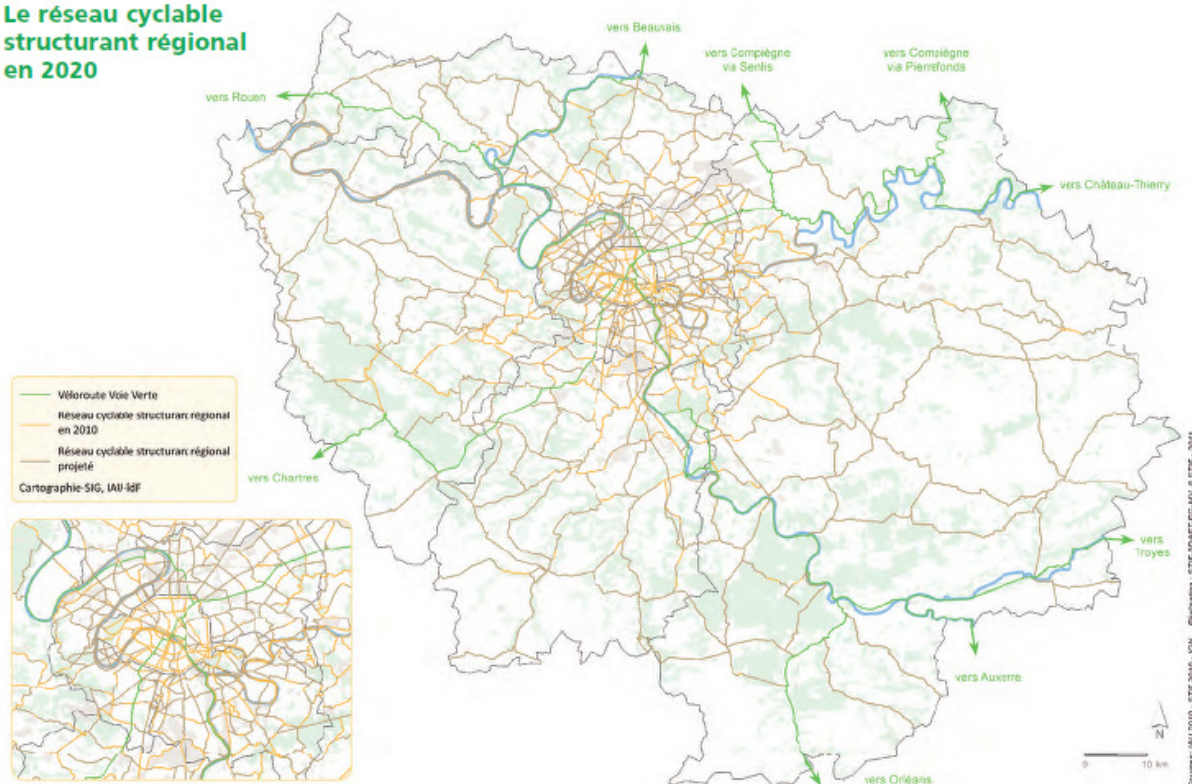 Le réseau cyclable
structurant régional
en 2020
vers Beauvais
vers Compiègne
via Senlis
vers Compiègne
via Pierrefonds
vers Rouen
vers Château-Thierry
Véloroute Voie Verte
Réseau cyclable structurant régional
en 2010
Réseau cyclable structurant régional
projeté
Cartographie-SIG, IAU-îdF
vers Chartres
vers
Troyes
vers Auxerre
N
0 10 km
vers Orléans